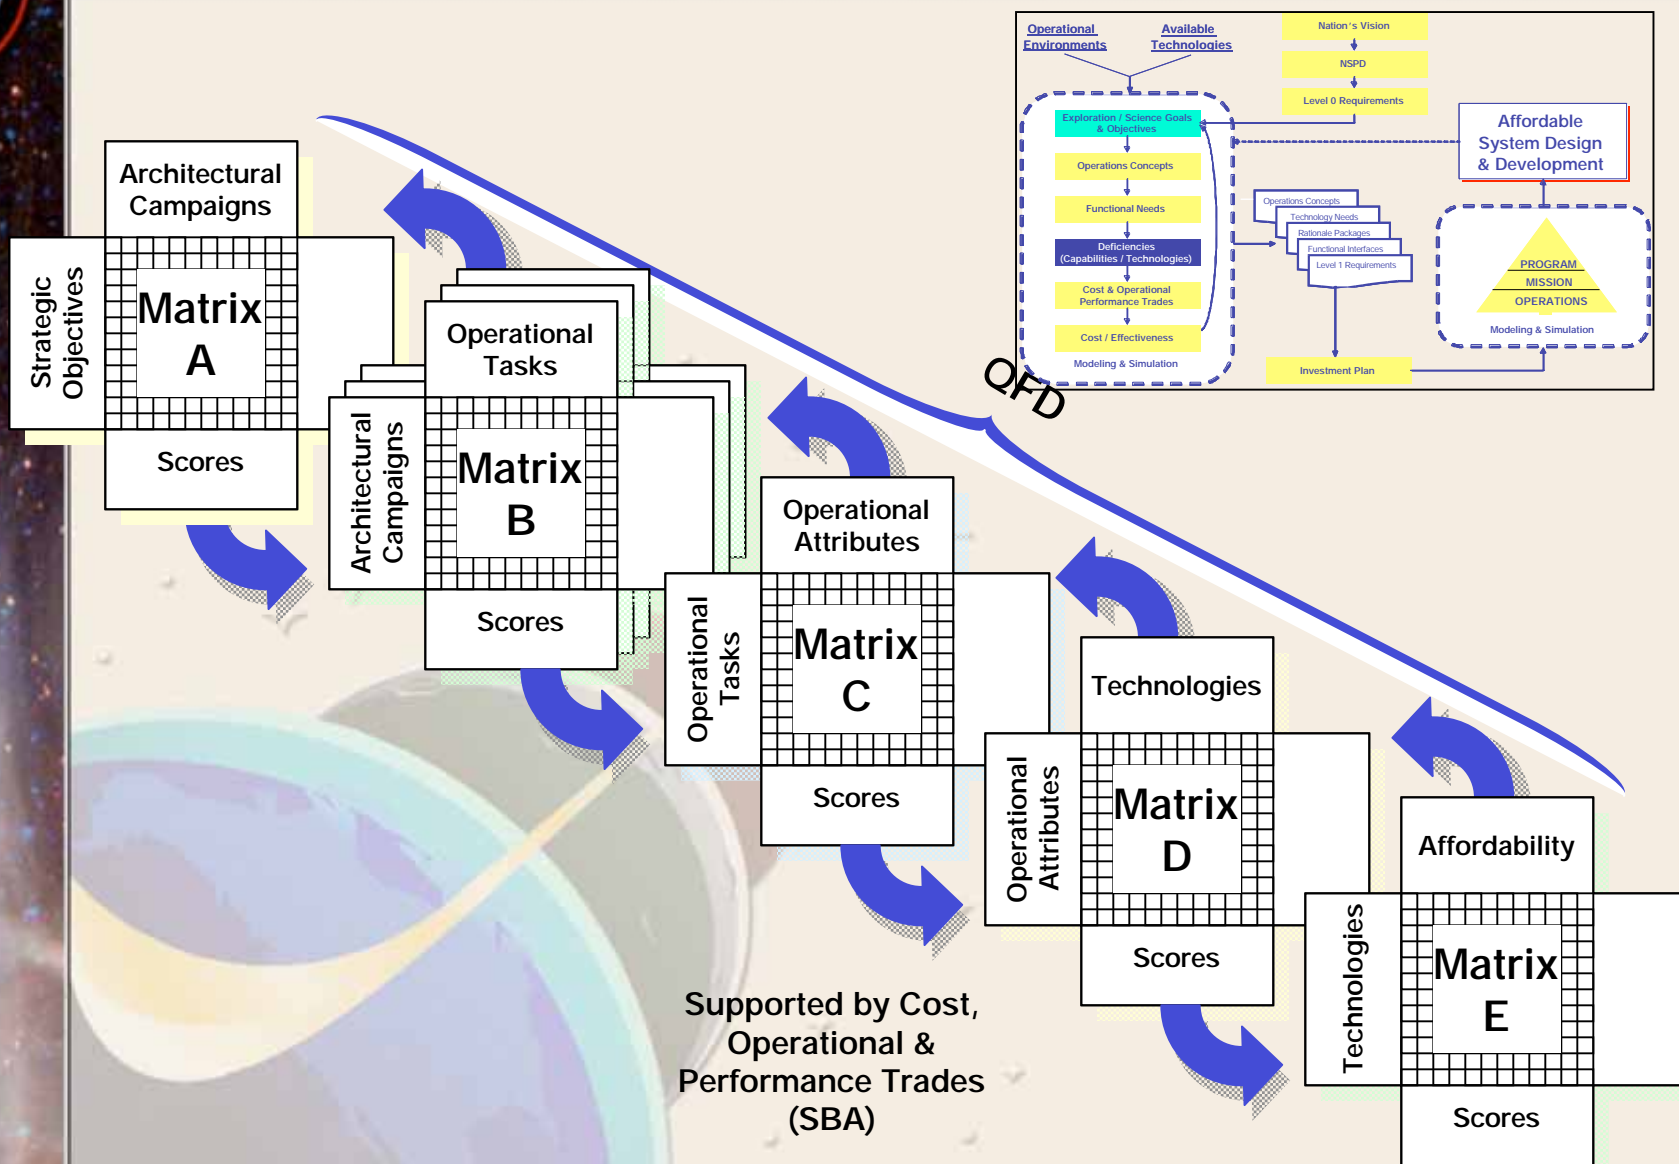 Operational
Environments
Available
Technologies
Nation's Vision
NSPD
Level 0 Requirements
Exploration / Science Goals
& Objectives
Operations Concepts
Functional Needs
Deficiencies
(Capabilities / Technologies)
Cost & Operational
Performance Trades
Cost / Effectiveness
Modeling & Simulation
Operations Concepts
Technology Needs
Rationale Packages
Functional Interfaces
Level 1 Requirements
Investment Plan
Affordable
System Design
& Development
PROGRAM
MISSION
OPERATIONS
Modeling & Simulation
QFD
Architectural
Campaigns
Strategic
Objectives
Matrix
A
Scores
Operational
Tasks
Architectural
Campaigns
Matrix
B
Scores
Operational
Attributes
Operational
Tasks
Matrix
C
Scores
Technologies
Operational
Attributes
Matrix
D
Scores
Affordability
Technologies
Matrix
E
Scores
Supported by Cost,
Operational &
Performance Trades
(SBA)